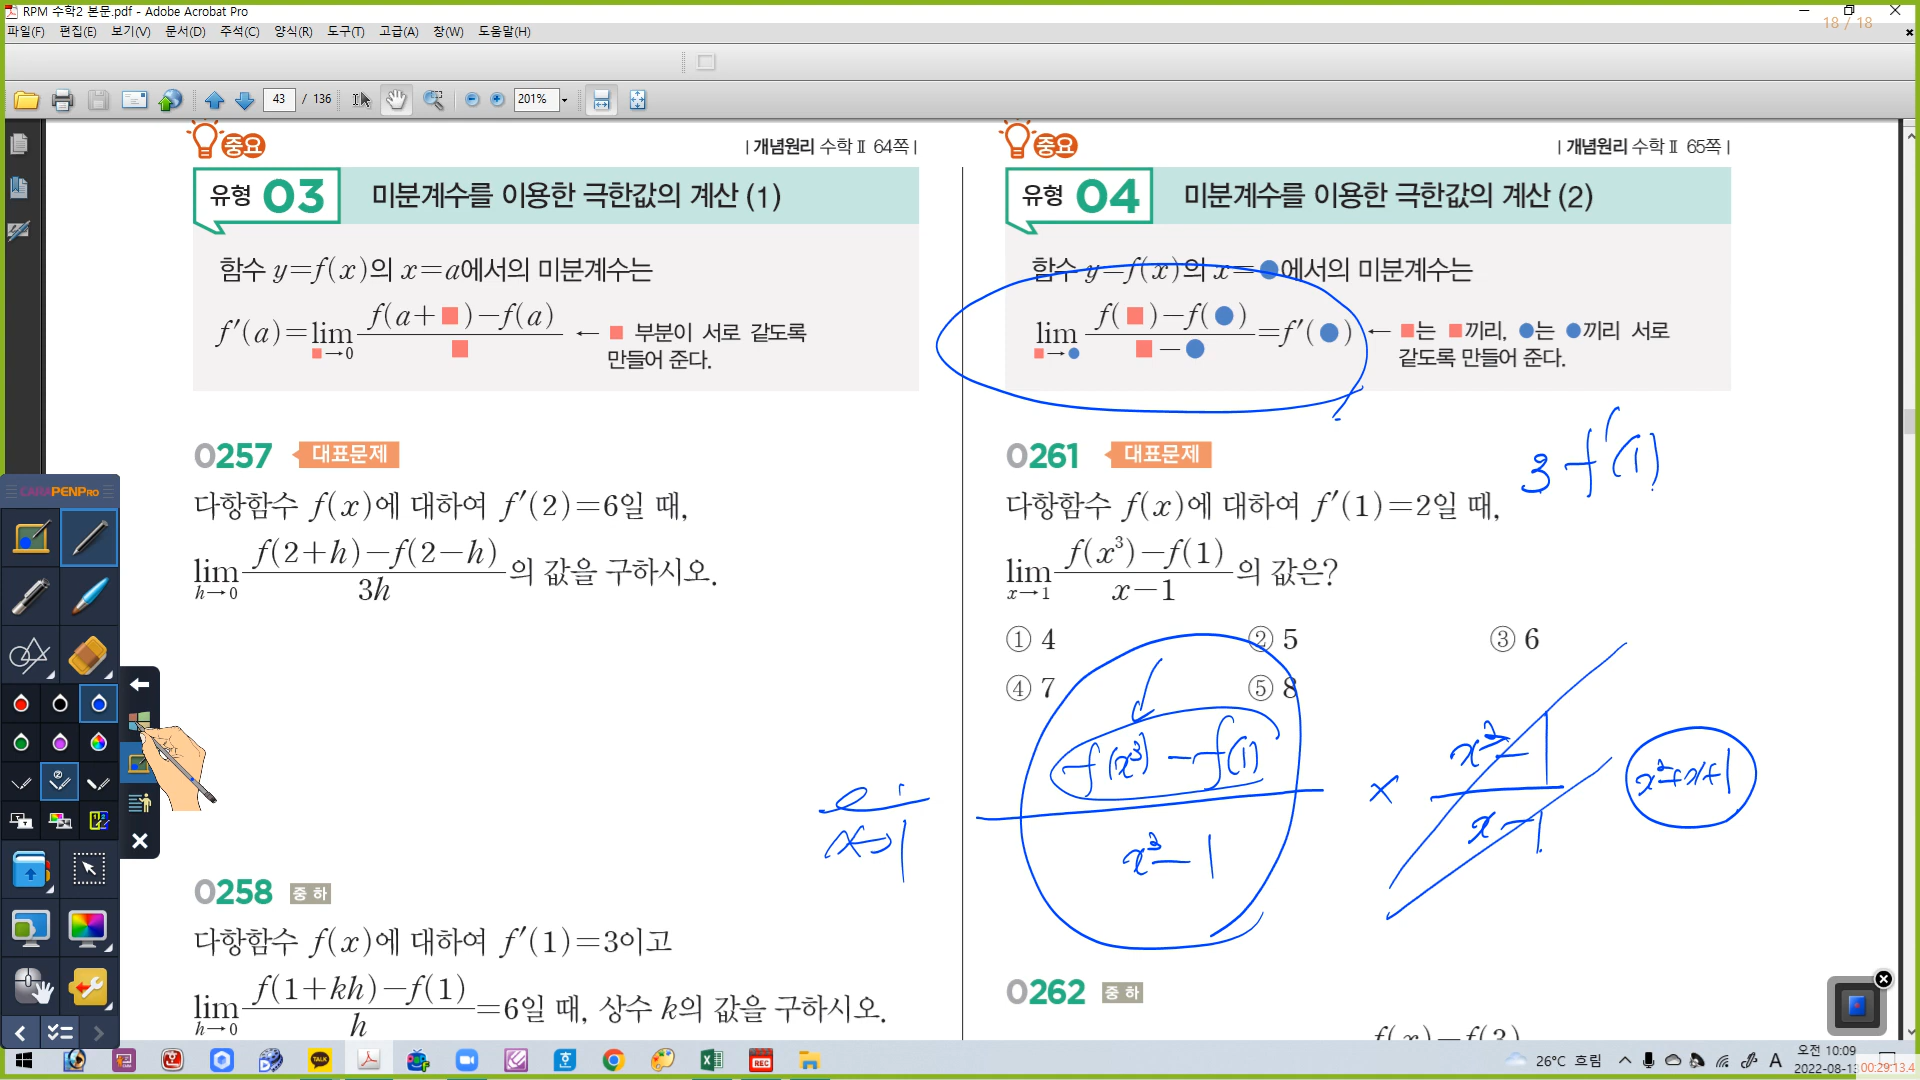 RPM 수학2 본문.pdf - Adobe Acrobat Pro
18 / 18
파일(F) 편집(E) 보기(V) 문서(D) 주석(C) 양식(R) 도구(T) 고급(A) 창(W) 도움말(H)
43 / 136 201%
중요
| 개념원리 수학Ⅱ 64쪽 |
유형 03 미분계수를 이용한 극한값의 계산 (1)
함수 y=f(x)의 x=a에서의 미분계수는
f′(a)=lim ■→0 f(a+■)−f(a) / ■ ← ■ 부분이 서로 같도록
만들어 준다.
0257 대표문제
다항함수 f(x)에 대하여 f′(2)=6일 때,
lim h→0 f(2+h)−f(2−h) / 3h 의 값을 구하시오.
0258 중 하
다항함수 f(x)에 대하여 f′(1)=3이고
lim h→0 f(1+kh)−f(1) / h =6일 때, 상수 k의 값을 구하시오.
중요
| 개념원리 수학Ⅱ 65쪽 |
유형 04 미분계수를 이용한 극한값의 계산 (2)
함수 y=f(x)의 x=●에서의 미분계수는
lim ■→● f(■)−f(●) / ■−● =f′(●) ← ■는 ■끼리, ●는 ●끼리 서로
같도록 만들어 준다.
0261 대표문제
3 f′(1)
다항함수 f(x)에 대하여 f′(1)=2일 때,
lim x→1 f(x³)−f(1) / x−1 의 값은?
① 4 ② 5 ③ 6
④ 7 ⑤ 8
x→1 f(x³)−f(1) / x³−1 × x²−1 / x−1 x²+x+1
0262 중 하
f(x)−f(3)
CARAPENPRO
TALK
REC
26°C 흐림 A 오전 10:09
00:29:13.4